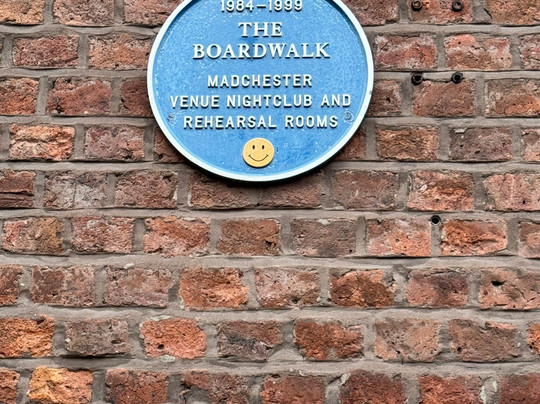 1984–1999
THE
BOARDWALK
MADCHESTER
VENUE NIGHTCLUB AND
REHEARSAL ROOMS